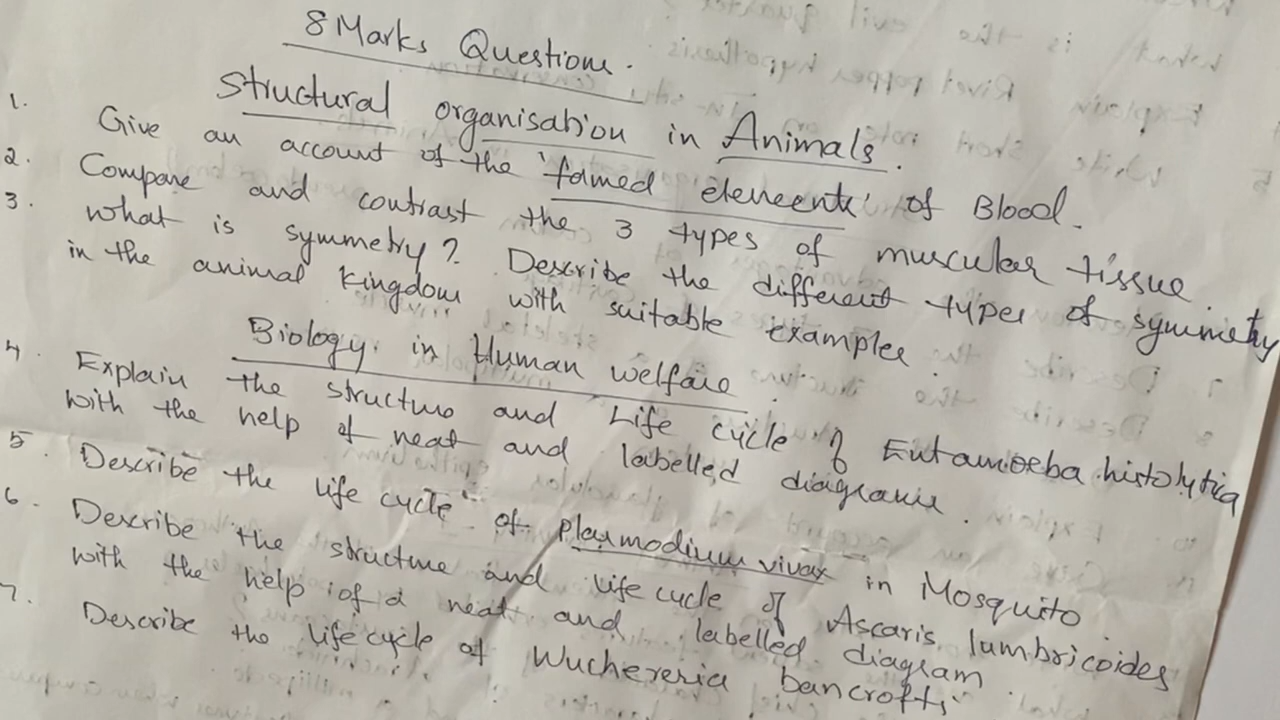 8 Marks Questions.
Structural organisation in Animals.
1. Give an account of the 'formed elements' of Blood.
2. Compare and contrast the 3 types of muscular tissue.
3. What is symmetry? Describe the different types of symmetry
in the animal kingdom with suitable examples.
Biology in Human welfare.
4. Explain the structure and Life cycle of Entamoeba histolytica
with the help of neat and labelled diagrams.
5. Describe the life cycle of Plasmodium vivax in Mosquito.
6. Describe the structure and life cycle of Ascaris lumbricoides
with the help of a neat and labelled diagram.
7. Describe the life cycle of Wuchereria bancrofti